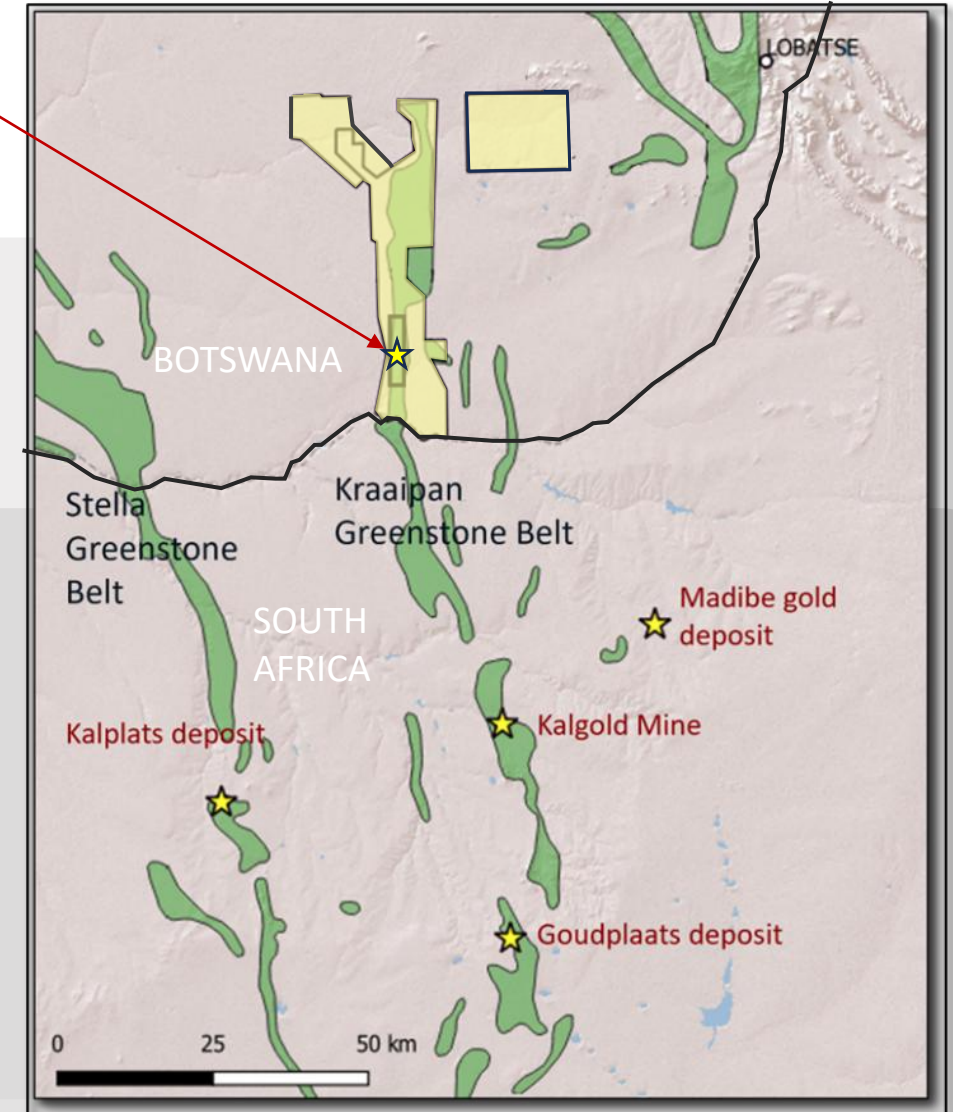 LOBATSE
BOTSWANA
Stella
Greenstone
Belt
Kraaipan
Greenstone Belt
SOUTH
AFRICA
Madibe gold
deposit
Kalplats deposit
Kalgold Mine
Goudplaats deposit
0 25 50 km